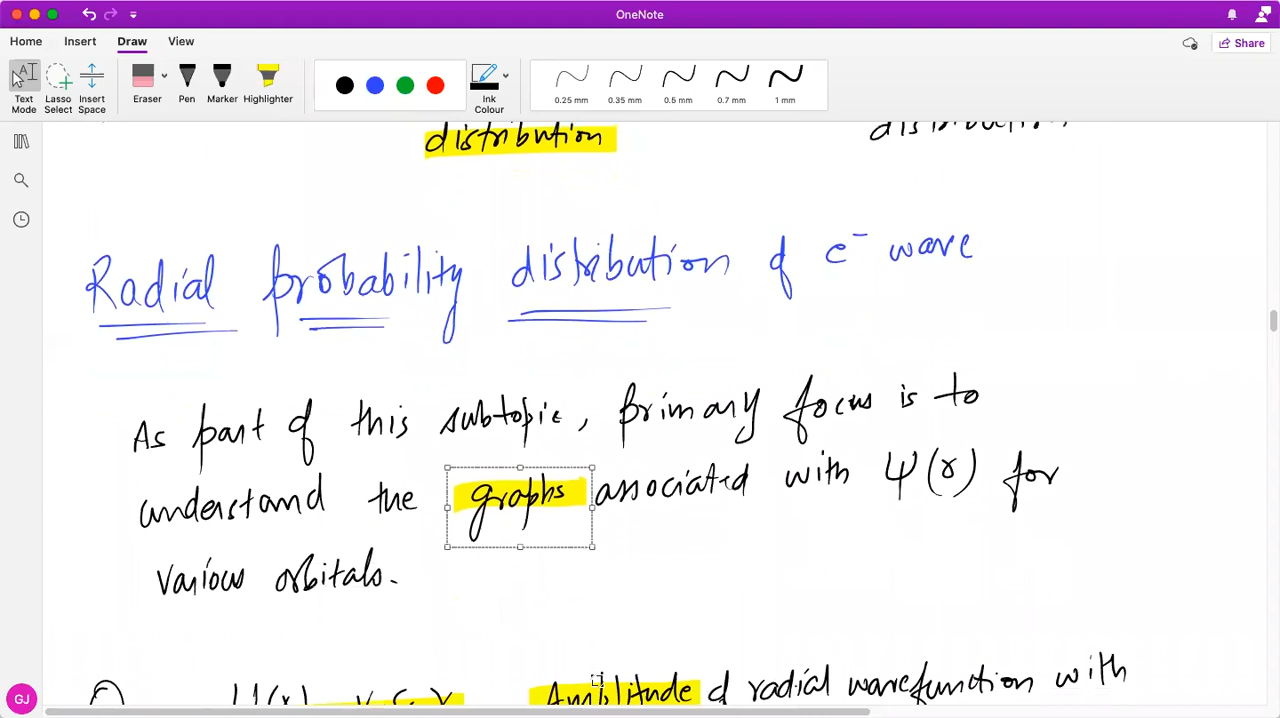 OneNote
Home Insert Draw View
Share
Text Mode
Lasso Select
Insert Space
Eraser
Pen
Marker
Highlighter
Ink Colour
0.25 mm 0.35 mm 0.5 mm 0.7 mm 1 mm
distribution distribution
Radial probability distribution of e⁻ wave
As part of this subtopic, primary focus is to
understand the graphs associated with Ψ(r) for
various orbitals.
Ψ(r) v.s. r Amplitude of radial wavefunction with
GJ